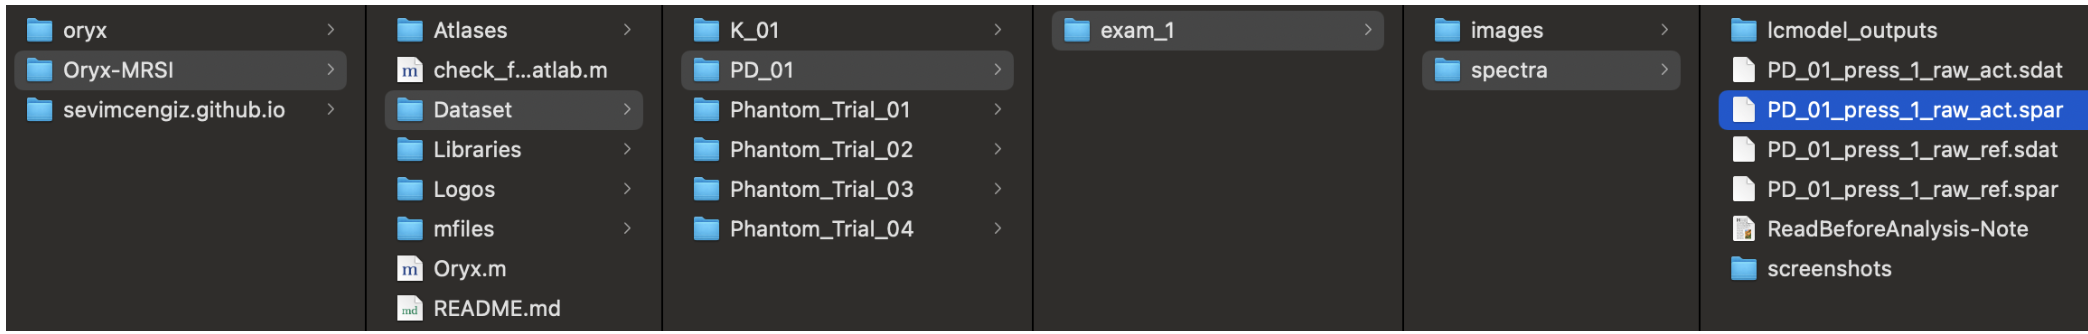 oryx
Oryx-MRSI
sevimcengiz.github.io
Atlases
check_f...atlab.m
Dataset
Libraries
Logos
mfiles
Oryx.m
README.md
K_01
PD_01
Phantom_Trial_01
Phantom_Trial_02
Phantom_Trial_03
Phantom_Trial_04
exam_1
images
spectra
lcmodel_outputs
PD_01_press_1_raw_act.sdat
PD_01_press_1_raw_act.spar
PD_01_press_1_raw_ref.sdat
PD_01_press_1_raw_ref.spar
ReadBeforeAnalysis-Note
screenshots